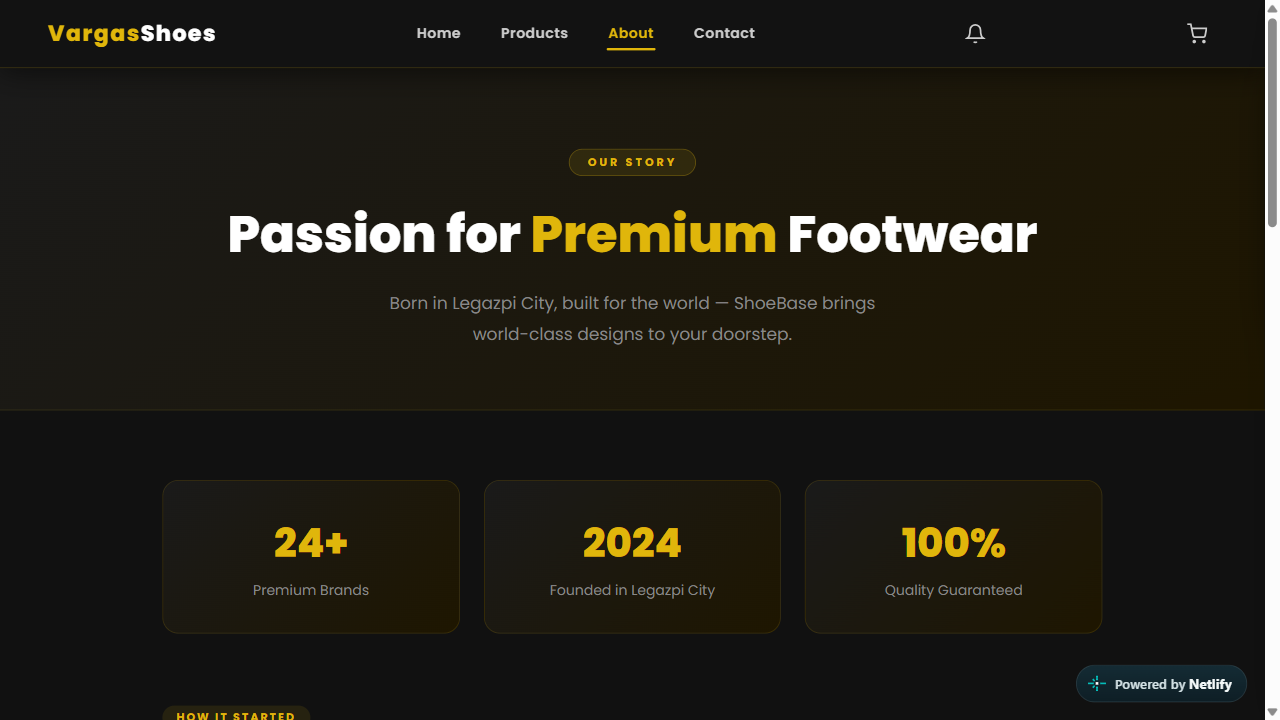 VargasShoes Home Products About Contact
OUR STORY
Passion for Premium Footwear
Born in Legazpi City, built for the world — ShoeBase brings
world-class designs to your doorstep.
24+
Premium Brands
2024
Founded in Legazpi City
100%
Quality Guaranteed
Powered by Netlify
HOW IT STARTED